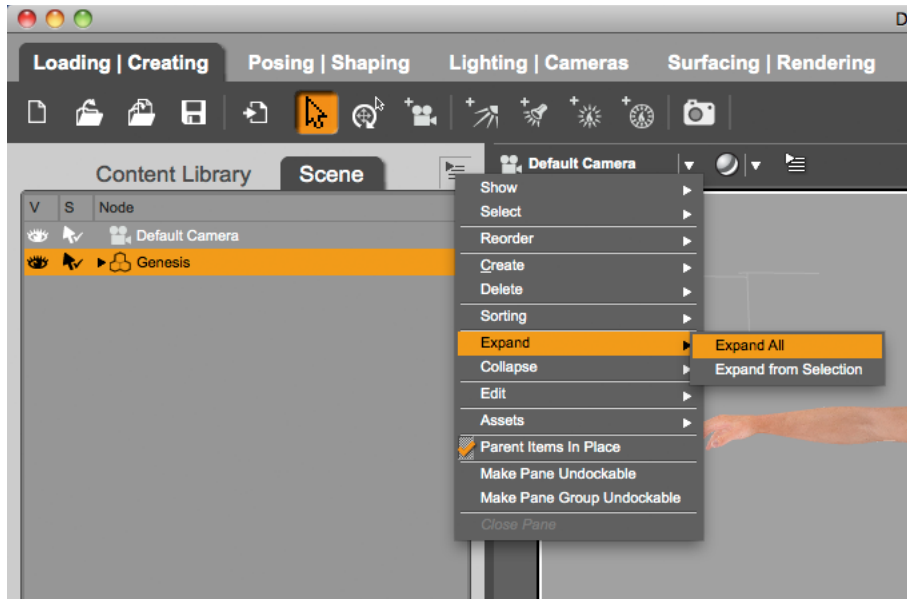 D
Loading | Creating
Posing | Shaping
Lighting | Cameras
Surfacing | Rendering
Content Library
Scene
Default Camera
V S Node
Default Camera
Genesis
Show
Select
Reorder
Create
Delete
Sorting
Expand
Collapse
Edit
Assets
Parent Items In Place
Make Pane Undockable
Make Pane Group Undockable
Close Pane
Expand All
Expand from Selection